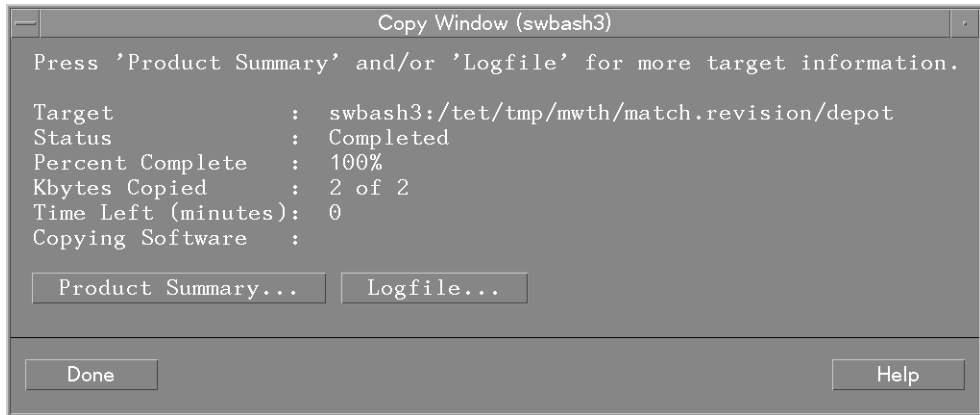 Copy Window (swbash3)
Press ’Product Summary’ and/or ’Logfile’ for more target information.
Target : swbash3:/tet/tmp/mwth/match.revision/depot
Status : Completed
Percent Complete : 100%
Kbytes Copied : 2 of 2
Time Left (minutes): 0
Copying Software :
Product Summary... Logfile...
Done Help